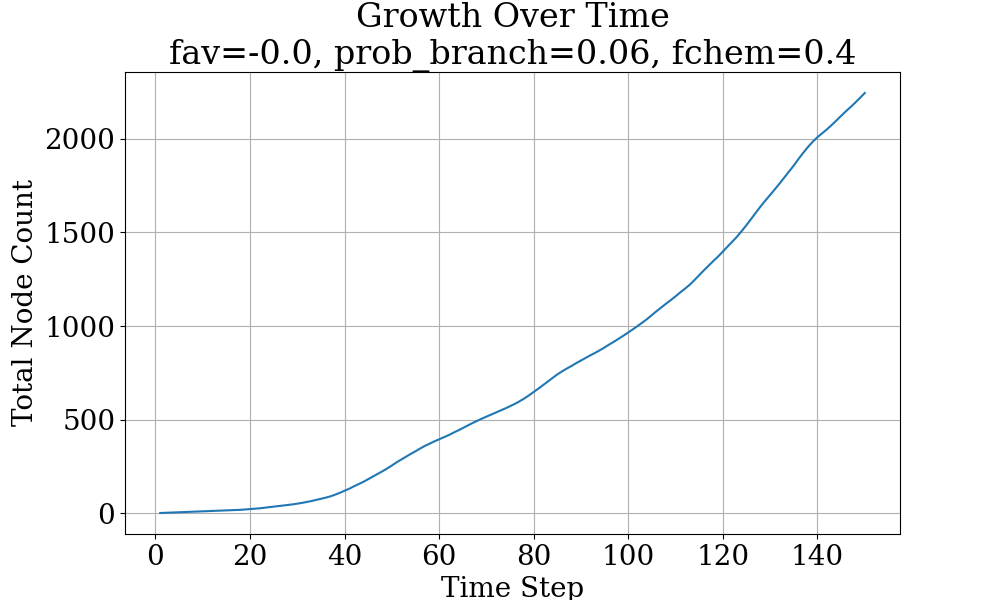 Growth Over Time
fav=-0.0, prob_branch=0.06, fchem=0.4
Total Node Count
2000
1500
1000
500
0
0 20 40 60 80 100 120 140
Time Step